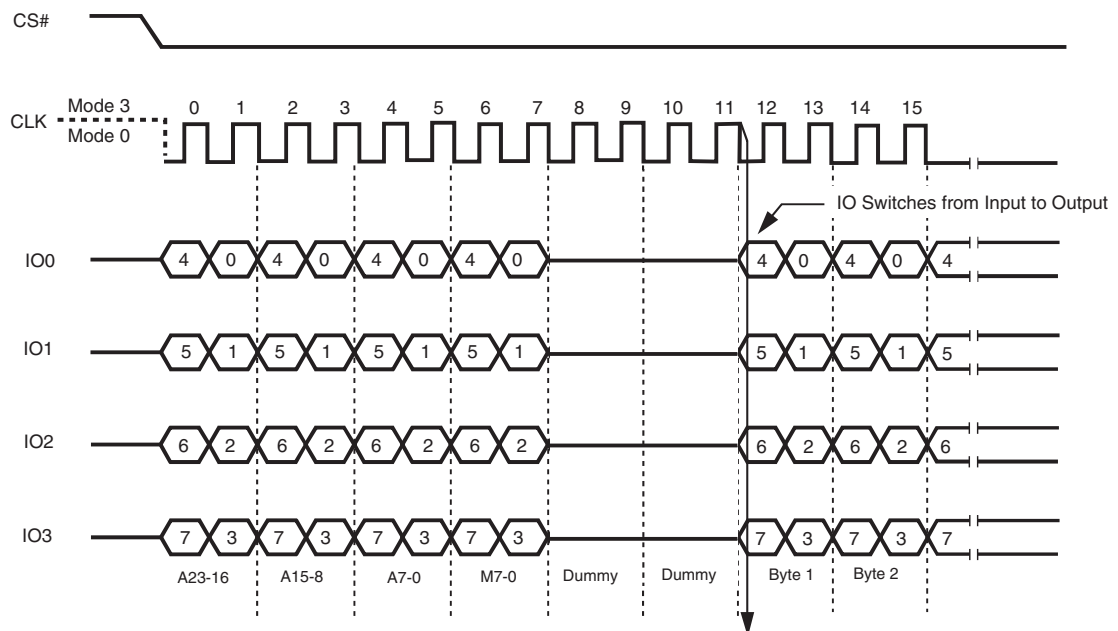 CS#
Mode 3
CLK
Mode 0
0 1 2 3 4 5 6 7 8 9 10 11 12 13 14 15
IO Switches from Input to Output
IO0 4 0 4 0 4 0 4 0 4 0 4 0 4
IO1 5 1 5 1 5 1 5 1 5 1 5 1 5
IO2 6 2 6 2 6 2 6 2 6 2 6 2 6
IO3 7 3 7 3 7 3 7 3 7 3 7 3 7
A23-16 A15-8 A7-0 M7-0 Dummy Dummy Byte 1 Byte 2